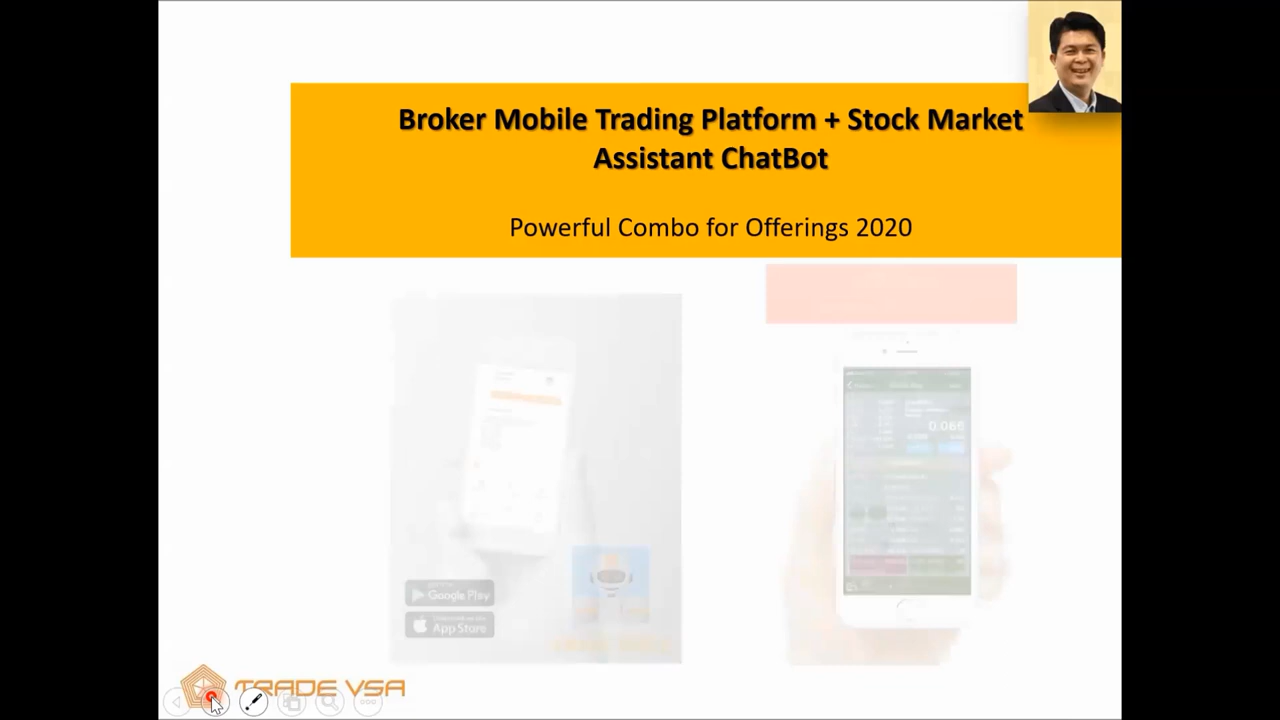 Broker Mobile Trading Platform + Stock Market
Assistant ChatBot
Powerful Combo for Offerings 2020
0.066
Google Play
App Store
TRADE VSA